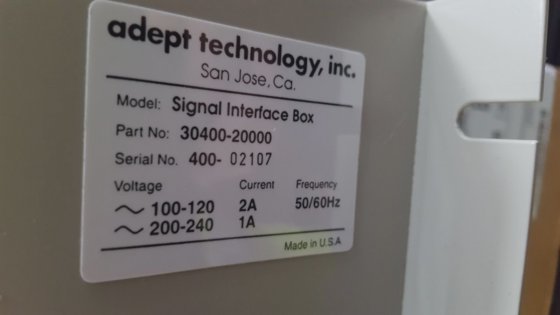 adept technology, inc.
San Jose, Ca.
Model: Signal Interface Box
Part No: 30400-20000
Serial No. 400- 02107
Voltage Current Frequency
~ 100-120 2A 50/60Hz
~ 200-240 1A
Made in U.S.A